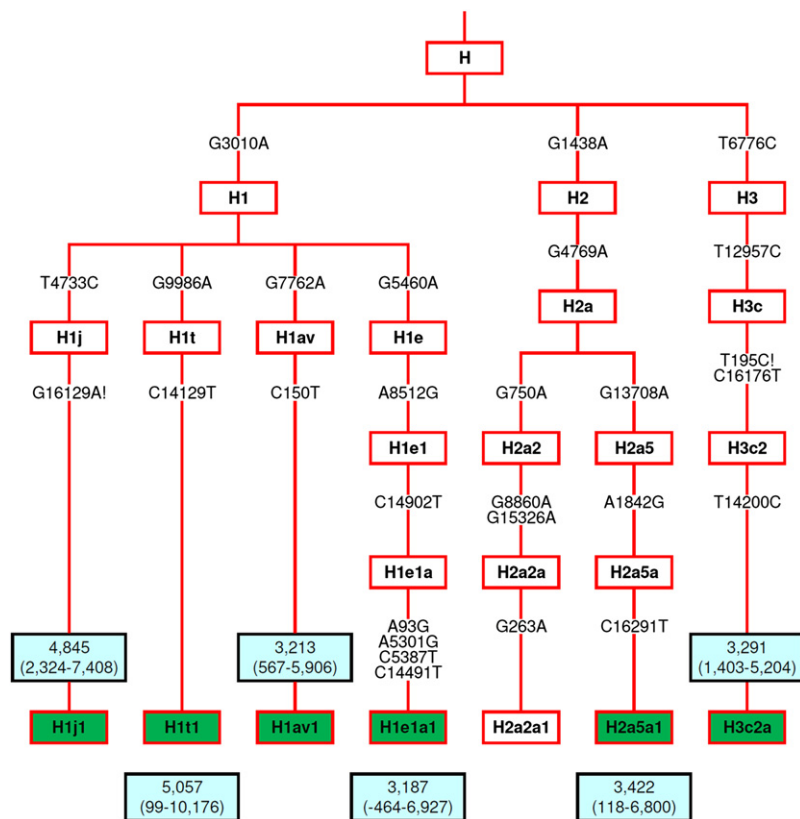 H
G3010A
G1438A
T6776C
H1
H2
H3
G4769A
T12957C
T4733C
G9986A
G7762A
G5460A
H2a
H3c
H1j
H1t
H1av
H1e
T195C!
C16176T
G16129A!
C14129T
C150T
A8512G
G750A
G13708A
H1e1
H2a2
H2a5
H3c2
C14902T
G8860A
G15326A
A1842G
T14200C
H1e1a
H2a2a
H2a5a
A93G
A5301G
C5387T
C14491T
G263A
C16291T
4,845
(2,324-7,408)
3,213
(567-5,906)
3,291
(1,403-5,204)
H1j1
H1t1
H1av1
H1e1a1
H2a2a1
H2a5a1
H3c2a
5,057
(99-10,176)
3,187
(-464-6,927)
3,422
(118-6,800)